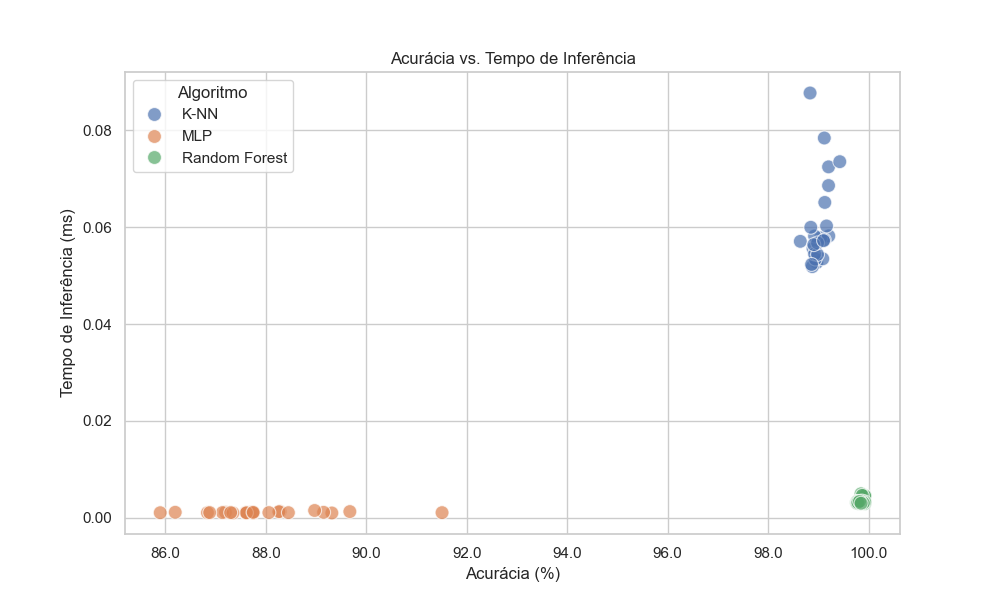 Acurácia vs. Tempo de Inferência
Algoritmo
K-NN
MLP
Random Forest
Tempo de Inferência (ms)
0.08
0.06
0.04
0.02
0.00
86.0 88.0 90.0 92.0 94.0 96.0 98.0 100.0
Acurácia (%)